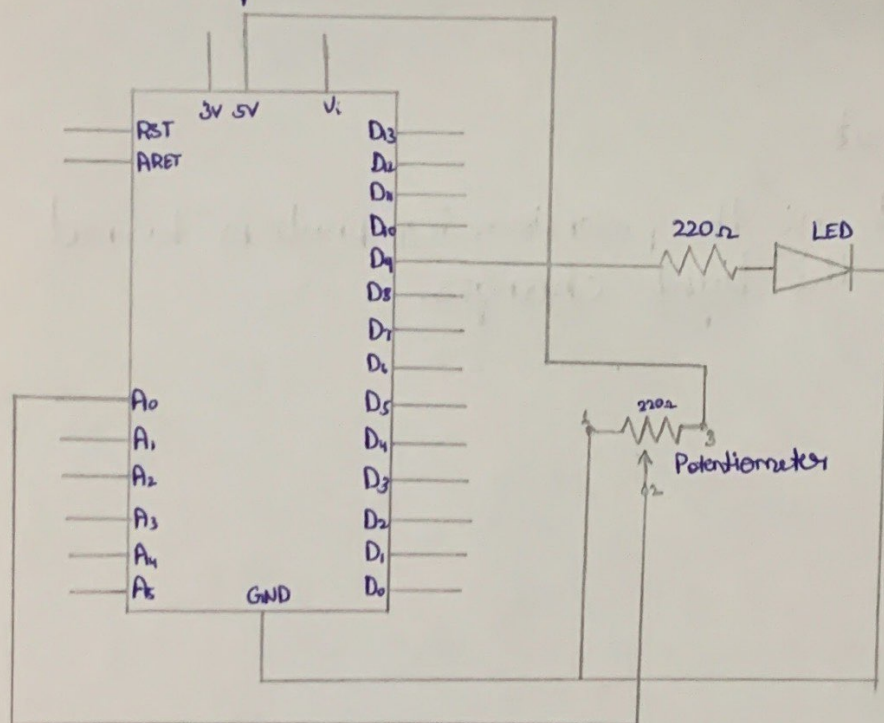 3V 5V Vi
RST
AREF
D13
D12
D11
D10
D9
D8
D7
D6
D5
D4
D3
D2
D1
D0
A0
A1
A2
A3
A4
A5
GND
220Ω
LED
220Ω
1
3
Potentiometer
2